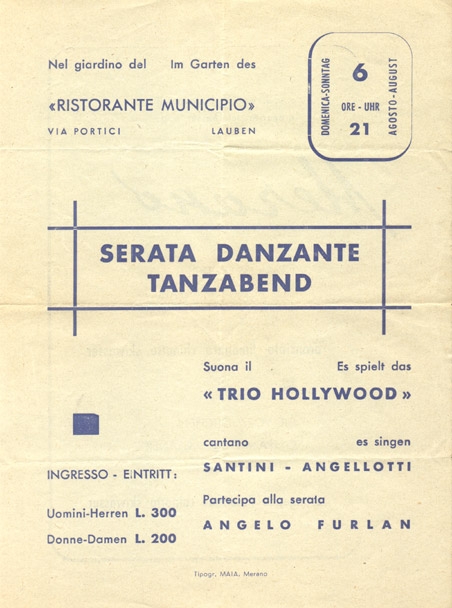 Nel giardino del Im Garten des
«RISTORANTE MUNICIPIO»
VIA PORTICI LAUBEN
DOMENICA-SONNTAG
6
ORE - UHR
21
AGOSTO-AUGUST
SERATA DANZANTE
TANZABEND
Suona il Es spielt das
« TRIO HOLLYWOOD »
cantano es singen
SANTINI - ANGELLOTTI
INGRESSO - EINTRITT:
Partecipa alla serata
Uomini-Herren L. 300
ANGELO FURLAN
Donne-Damen L. 200
Tipogr. MAIA, Merano